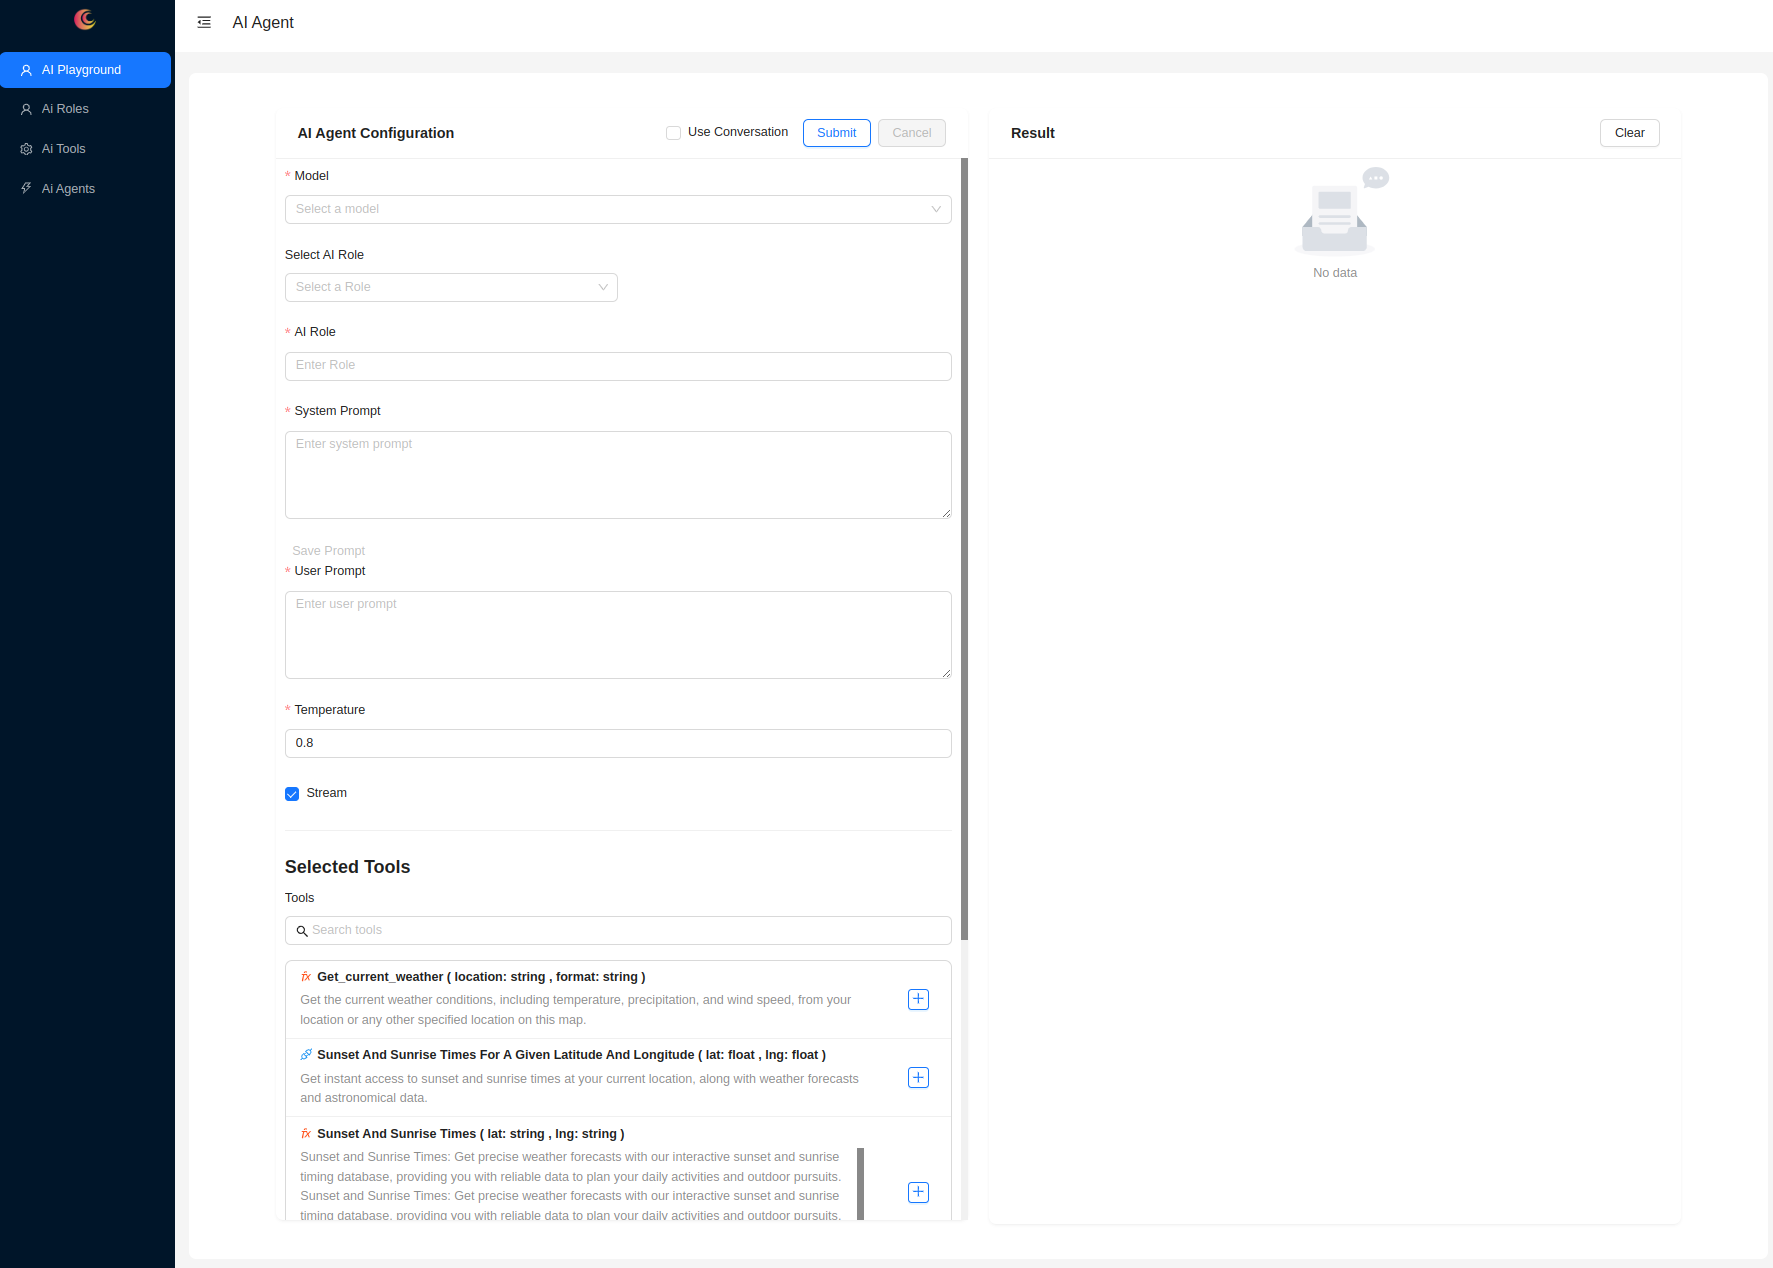 AI Agent
AI Playground
Ai Roles
Ai Tools
Ai Agents
AI Agent Configuration
Use Conversation
Submit
Cancel
* Model
Select a model
Select AI Role
Select a Role
* AI Role
Enter Role
* System Prompt
Enter system prompt
Save Prompt
* User Prompt
Enter user prompt
* Temperature
0.8
Stream
Selected Tools
Tools
Search tools
fx Get_current_weather ( location: string , format: string )
Get the current weather conditions, including temperature, precipitation, and wind speed, from your
location or any other specified location on this map.
Sunset And Sunrise Times For A Given Latitude And Longitude ( lat: float , lng: float )
Get instant access to sunset and sunrise times at your current location, along with weather forecasts
and astronomical data.
fx Sunset And Sunrise Times ( lat: string , lng: string )
Sunset and Sunrise Times: Get precise weather forecasts with our interactive sunset and sunrise
timing database, providing you with reliable data to plan your daily activities and outdoor pursuits.
Sunset and Sunrise Times: Get precise weather forecasts with our interactive sunset and sunrise
timing database, providing you with reliable data to plan your daily activities and outdoor pursuits.
Result
Clear
No data